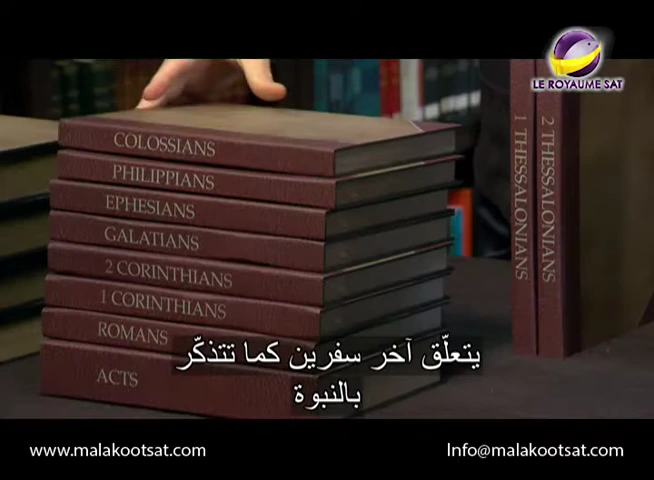 LE ROYAUME SAT
COLOSSIANS
PHILIPPIANS
EPHESIANS
GALATIANS
2 CORINTHIANS
1 CORINTHIANS
ROMANS
ACTS
1 THESSALONIANS
2 THESSALONIANS
يتعلّق آخر سفرين كما تتذكّر
بالنبوة
www.malakootsat.com
Info@malakootsat.com